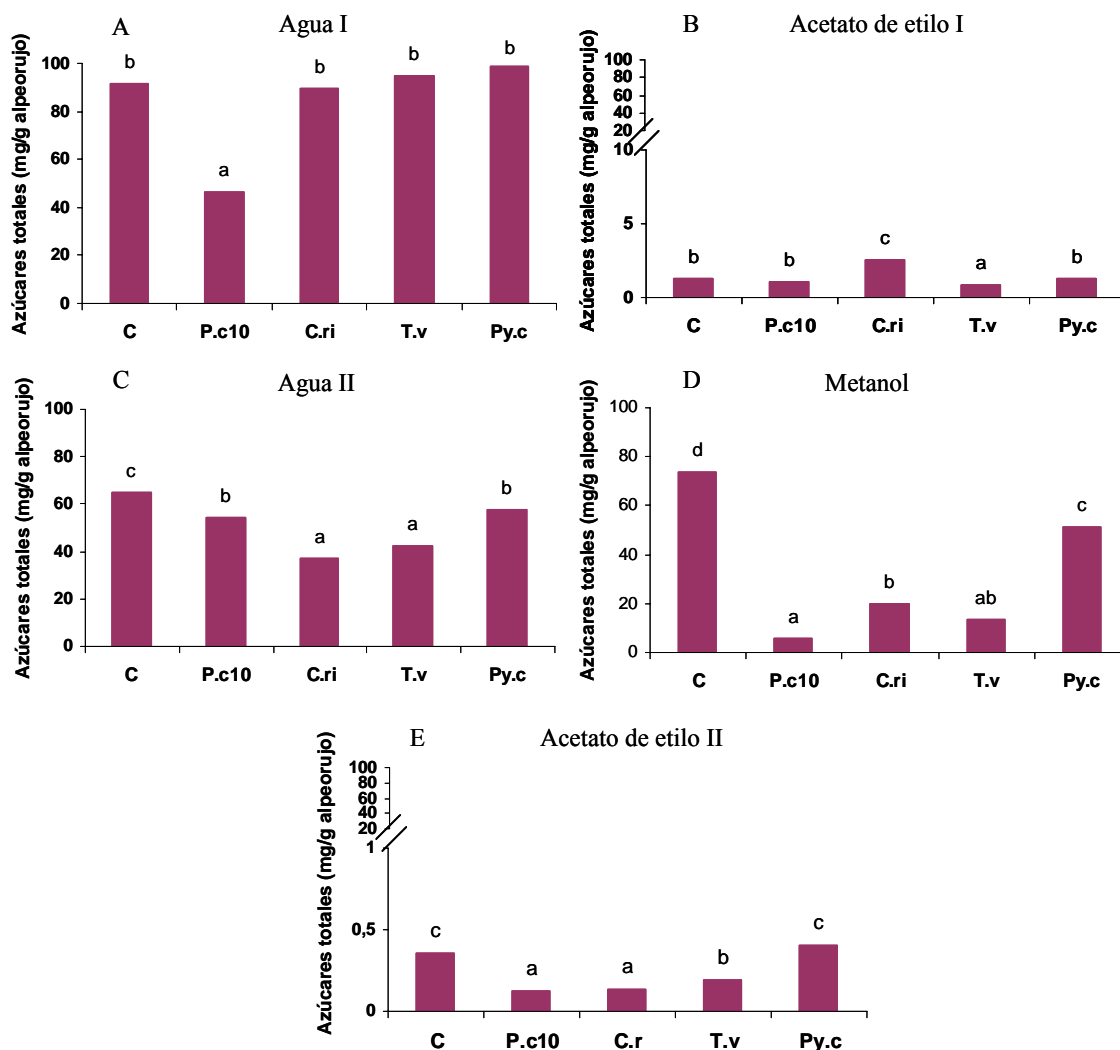 A Agua I
Azúcares totales (mg/g alpeorujo)
100
80
60
40
20
0
b a b b b
C P.c10 C.ri T.v Py.c
B Acetato de etilo I
Azúcares totales (mg/g alpeorujo)
100
80
60
40
20
10
5
0
b b c a b
C P.c10 C.ri T.v Py.c
C Agua II
Azúcares totales (mg/g alpeorujo)
100
80
60
40
20
0
c b a a b
C P.c10 C.ri T.v Py.c
D Metanol
Azúcares totales (mg/g alpeorujo)
100
80
60
40
20
0
d a b ab c
C P.c10 C.ri T.v Py.c
E Acetato de etilo II
Azúcares totales (mg/g alpeorujo)
100
80
60
40
20
1
0,5
0
c a a b c
C P.c10 C.r T.v Py.c